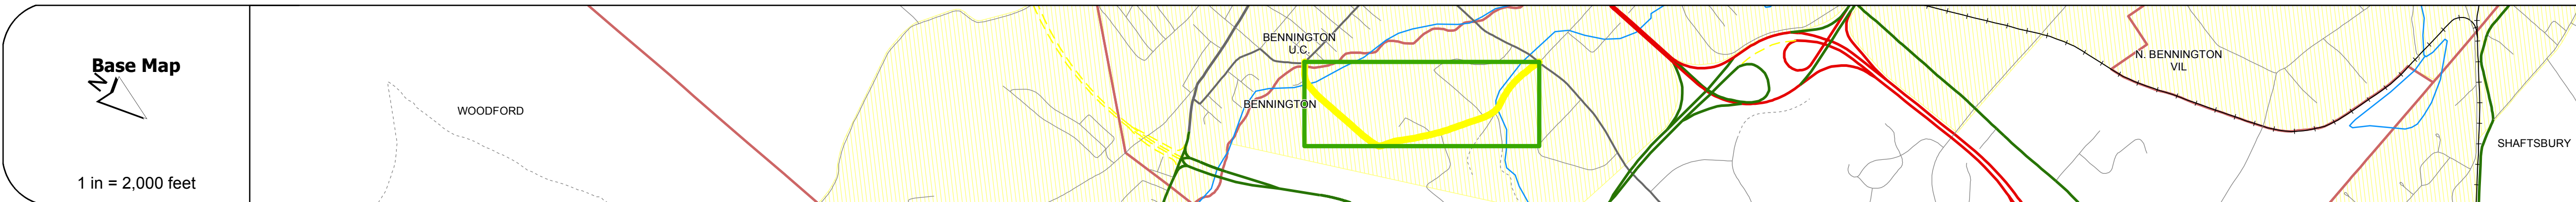 Base Map
N
1 in = 2,000 feet
WOODFORD
BENNINGTON
U.C.
BENNINGTON
N. BENNINGTON
VIL
SHAFTSBURY